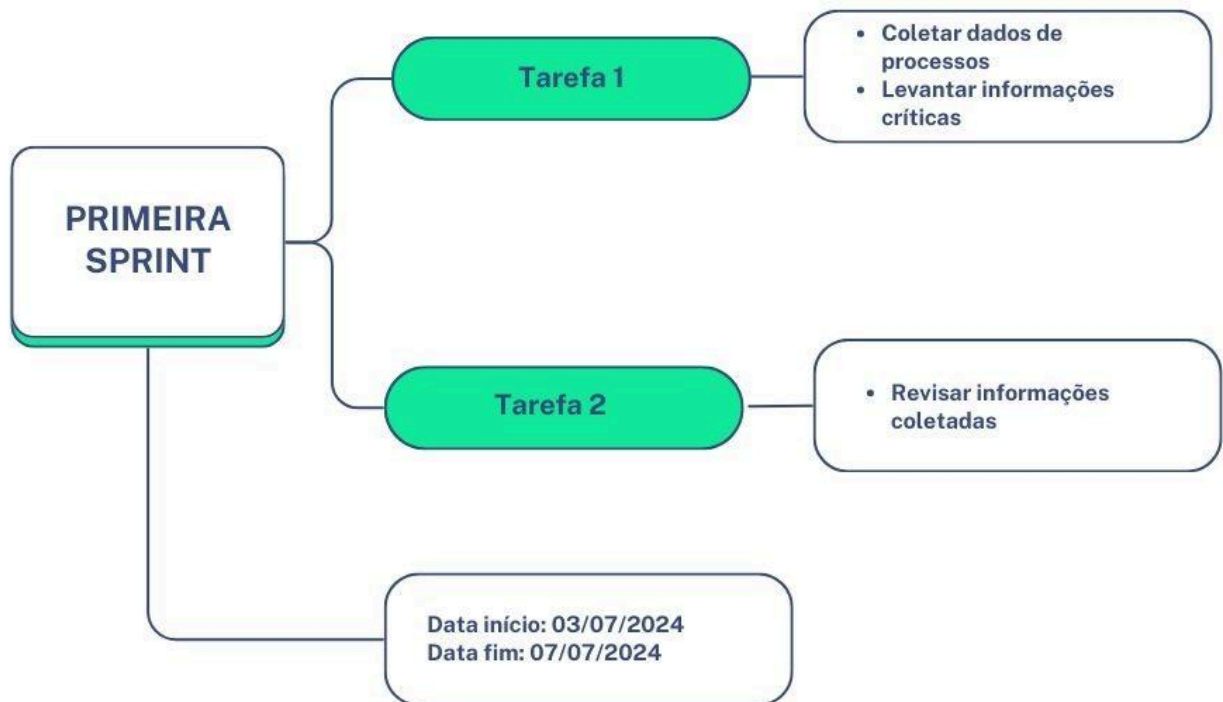 PRIMEIRA
SPRINT
Tarefa 1
• Coletar dados de
processos
• Levantar informações
críticas
Tarefa 2
• Revisar informações
coletadas
Data início: 03/07/2024
Data fim: 07/07/2024